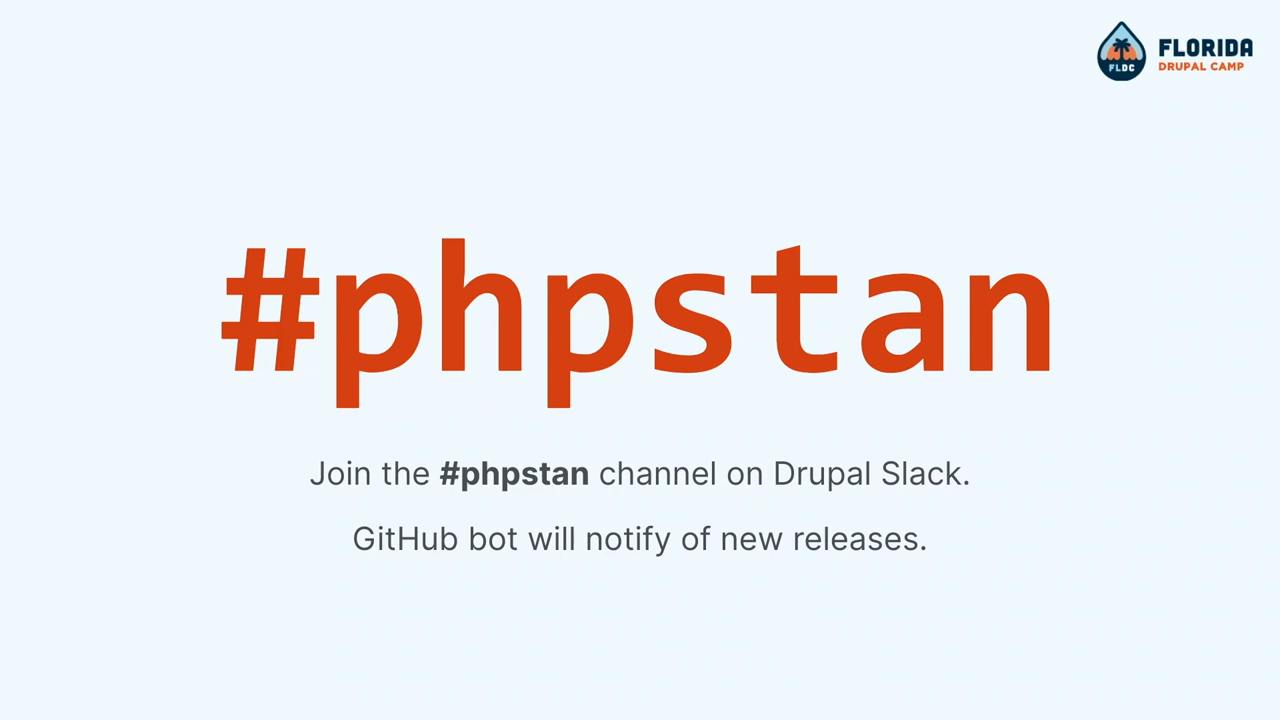 FLORIDA
DRUPAL CAMP
FLDC
#phpstan
Join the #phpstan channel on Drupal Slack.
GitHub bot will notify of new releases.